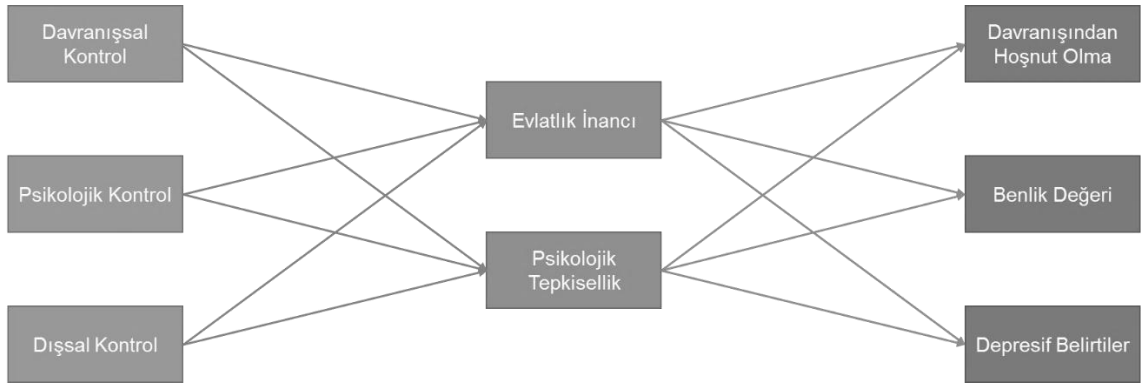 Davranışsal
Kontrol
Psikolojik Kontrol
Dışsal Kontrol
Evlatlık İnancı
Psikolojik
Tepkisellik
Davranışından
Hoşnut Olma
Benlik Değeri
Depresif Belirtiler